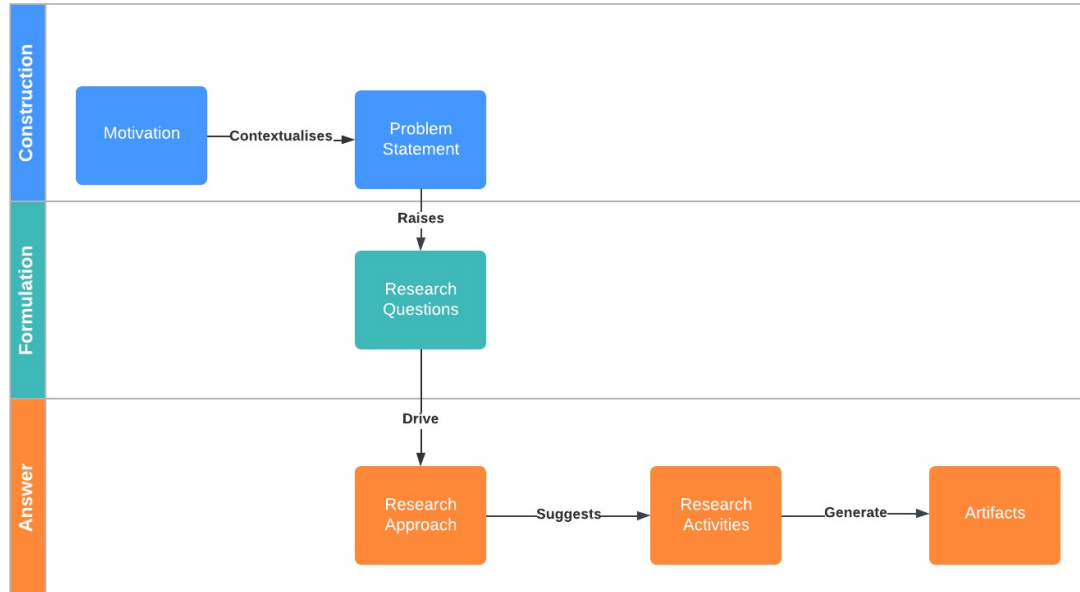 Construction
Motivation
Contextualises
Problem
Statement
Raises
Formulation
Research
Questions
Drive
Answer
Research
Approach
Suggests
Research
Activities
Generate
Artifacts